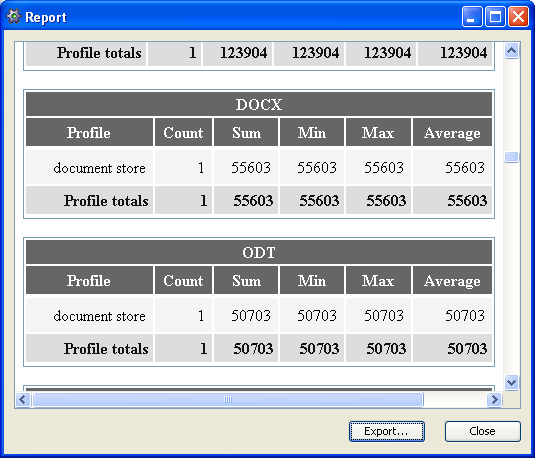 Report
Profile totals 1 123904 123904 123904 123904
DOCX
Profile Count Sum Min Max Average
document store 1 55603 55603 55603 55603
Profile totals 1 55603 55603 55603 55603
ODT
Profile Count Sum Min Max Average
document store 1 50703 50703 50703 50703
Profile totals 1 50703 50703 50703 50703
Export... Close